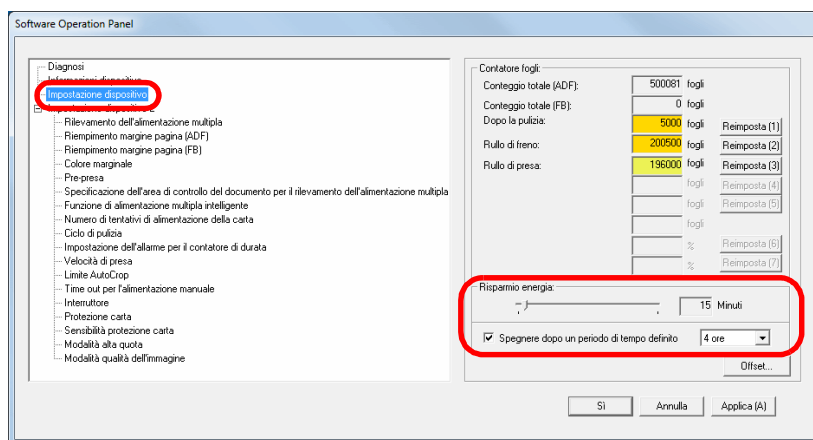 Software Operation Panel
Diagnosi
Informazioni dispositivo
Impostazione dispositivo
Impostazione dispositivo 2
Rilevamento dell'alimentazione multipla
Riempimento margine pagina (ADF)
Riempimento margine pagina (FB)
Colore marginale
Pre-presa
Specificazione dell'area di controllo del documento per il rilevamento dell'alimentazione multipla
Funzione di alimentazione multipla intelligente
Numero di tentativi di alimentazione della carta
Ciclo di pulizia
Impostazione dell'allarme per il contatore di durata
Velocità di presa
Limite AutoCrop
Time out per l'alimentazione manuale
Interruttore
Protezione carta
Sensibilità protezione carta
Modalità alta quota
Modalità qualità dell'immagine
Contatore fogli:
Conteggio totale (ADF): 500081 fogli
Conteggio totale (FB): 0 fogli
Dopo la pulizia: 5000 fogli Reimposta (1)
Rullo di freno: 200500 fogli Reimposta (2)
Rullo di presa: 196000 fogli Reimposta (3)
fogli Reimposta (4)
fogli Reimposta (5)
fogli
% Reimposta (6)
% Reimposta (7)
Risparmio energia:
15 Minuti
Spegnere dopo un periodo di tempo definito 4 ore
Offset...
Sì Annulla Applica (A)